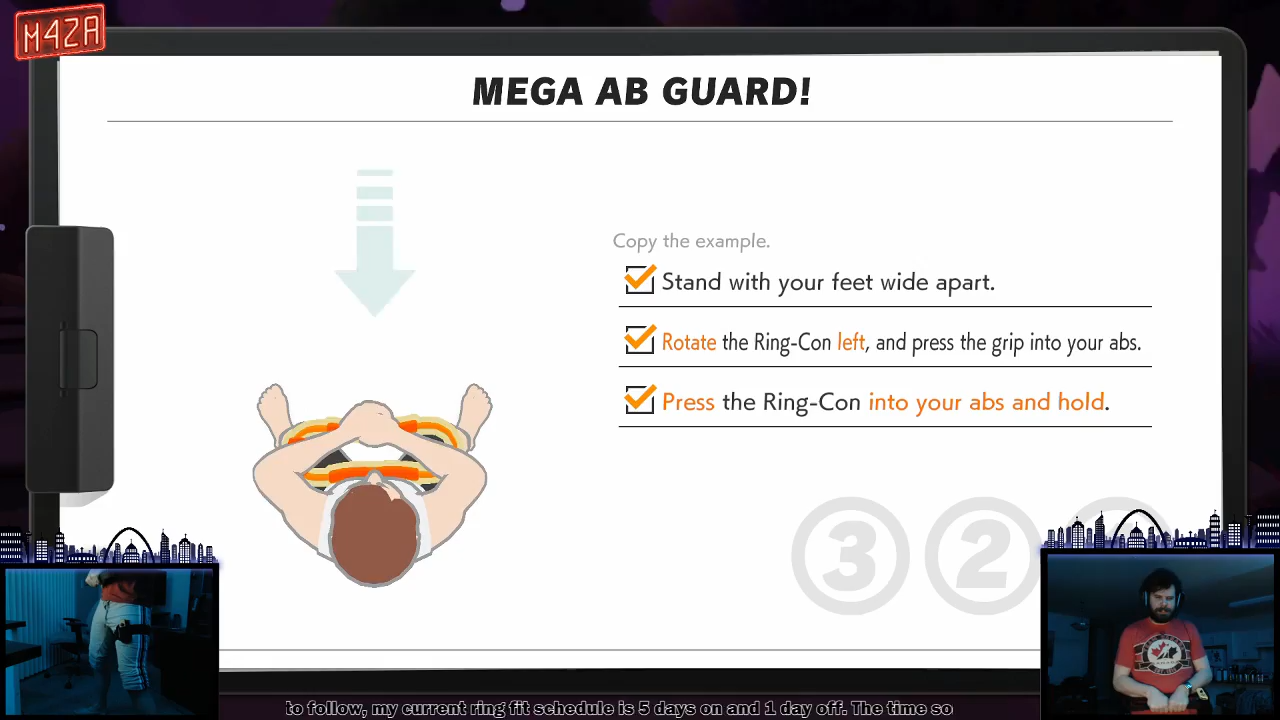 M4ZA
MEGA AB GUARD!
Copy the example.
Stand with your feet wide apart.
Rotate the Ring-Con left, and press the grip into your abs.
Press the Ring-Con into your abs and hold.
3 2
CANADA
to follow, my current ring fit schedule is 5 days on and 1 day off. The time so